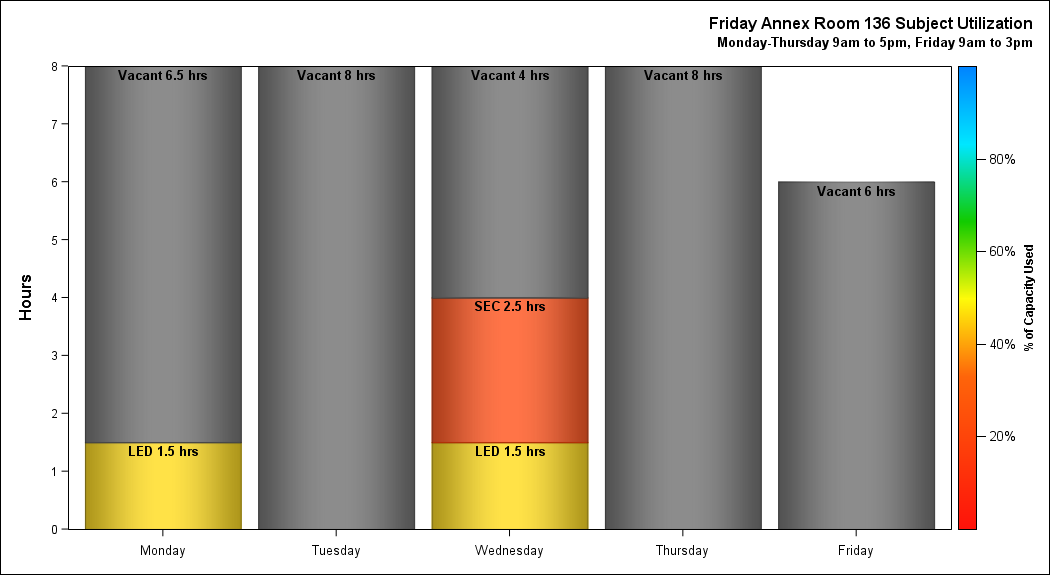 Friday Annex Room 136 Subject Utilization
Monday-Thursday 9am to 5pm, Friday 9am to 3pm
Hours
8
7
6
5
4
3
2
1
0
Vacant 6.5 hrs
LED 1.5 hrs
Vacant 8 hrs
Vacant 4 hrs
SEC 2.5 hrs
LED 1.5 hrs
Vacant 8 hrs
Vacant 6 hrs
Monday
Tuesday
Wednesday
Thursday
Friday
80%
60%
40%
20%
% of Capacity Used